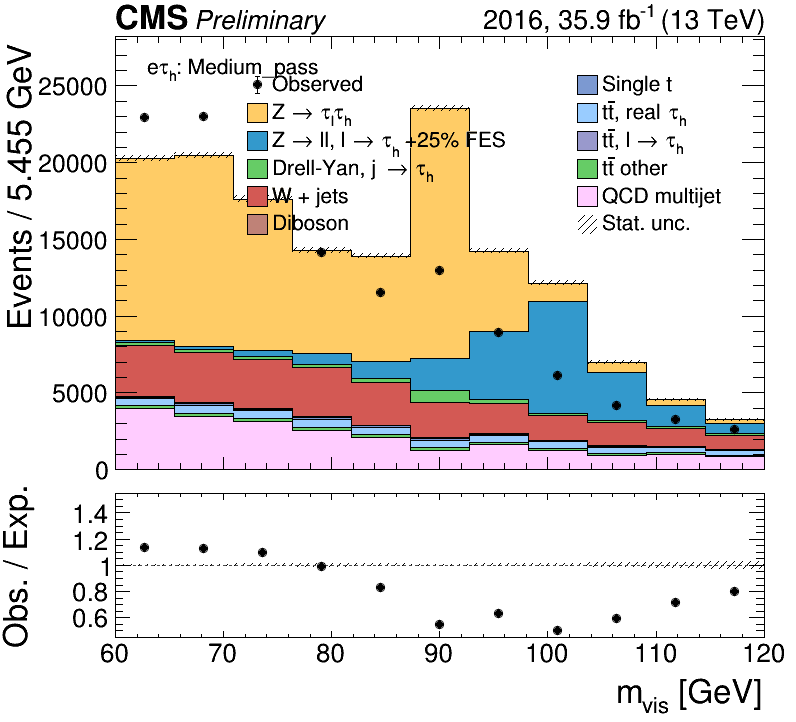 CMS Preliminary 2016, 35.9 fb⁻¹ (13 TeV)
Events / 5.455 GeV
25000
20000
15000
10000
5000
0
eτₕ: Medium_pass
Observed
Z → τₗτₕ
Z → ll, l → τₕ +25% FES
Drell-Yan, j → τₕ
W + jets
Diboson
Single t
tt̄, real τₕ
tt̄, l → τₕ
tt̄ other
QCD multijet
Stat. unc.
Obs. / Exp.
1.4
1.2
1
0.8
0.6
60 70 80 90 100 110 120
m_vis [GeV]